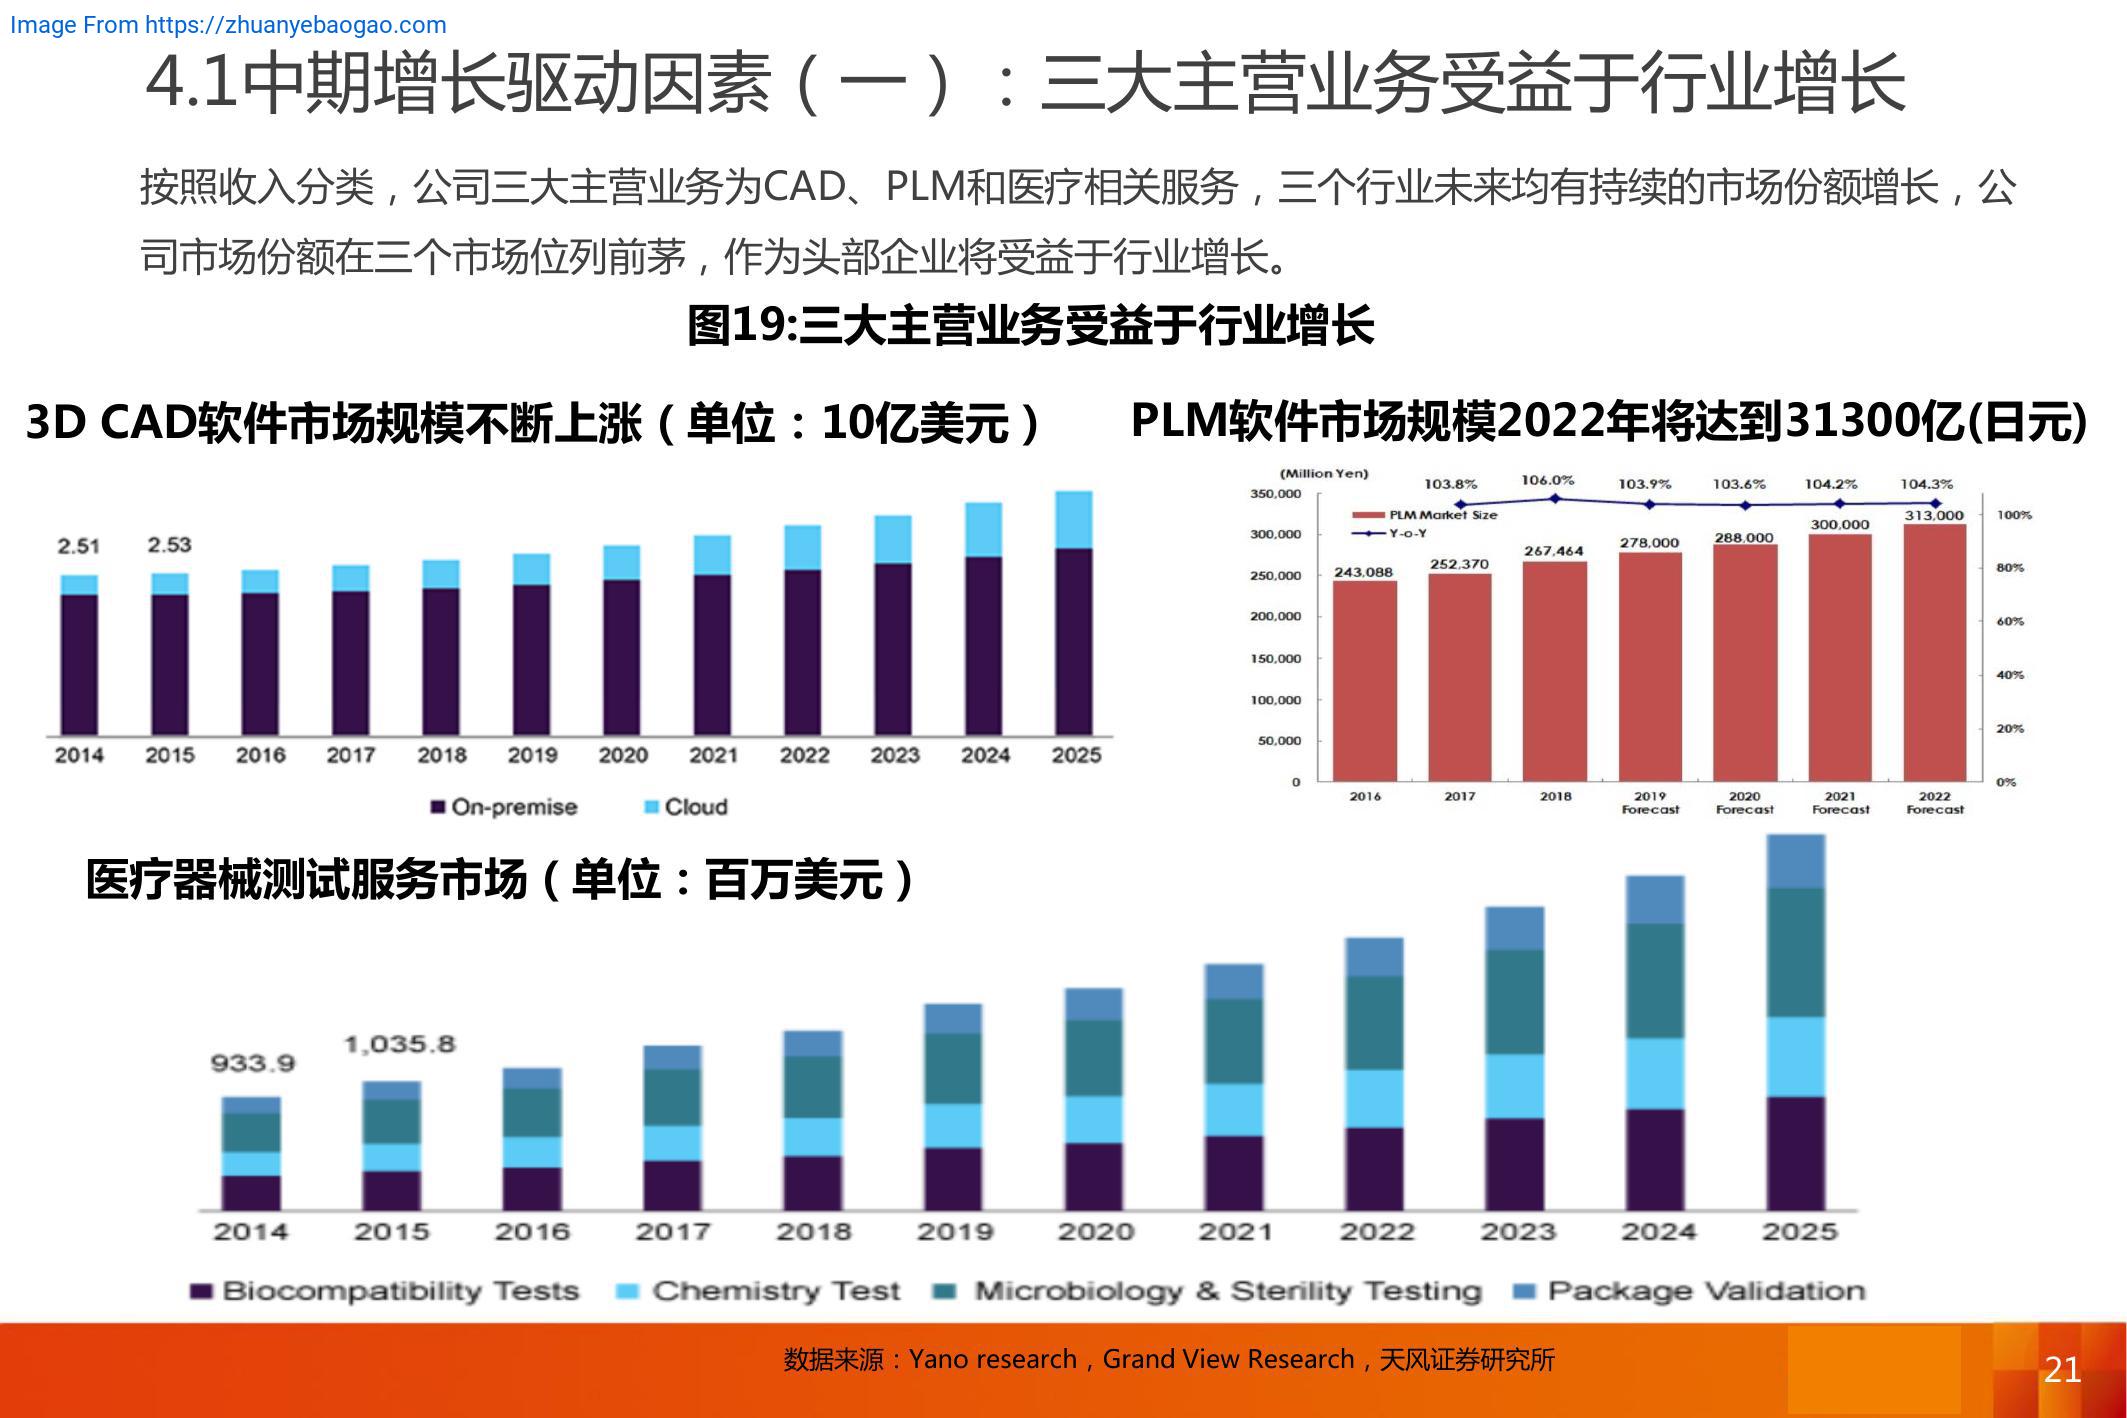 Image From https://zhuanyebaogao.com
4.1中期增长驱动因素（一）：三大主营业务受益于行业增长
按照收入分类，公司三大主营业务为CAD、PLM和医疗相关服务，三个行业未来均有持续的市场份额增长，公
司市场份额在三个市场位列前茅，作为头部企业将受益于行业增长。
图19:三大主营业务受益于行业增长
3D CAD软件市场规模不断上涨（单位：10亿美元）
2.51 2.53
2014 2015 2016 2017 2018 2019 2020 2021 2022 2023 2024 2025
On-premise Cloud
PLM软件市场规模2022年将达到31300亿(日元)
(Million Yen)
103.8% 106.0% 103.9% 103.6% 104.2% 104.3%
PLM Market Size
Y-o-Y
243,088 252,370 267,464 278,000 288,000 300,000 313,000
350,000
300,000
250,000
200,000
150,000
100,000
50,000
0
100%
80%
60%
40%
20%
0%
2016 2017 2018 2019 2020 2021 2022
Forecast Forecast Forecast Forecast
医疗器械测试服务市场（单位：百万美元）
933.9 1,035.8
2014 2015 2016 2017 2018 2019 2020 2021 2022 2023 2024 2025
Biocompatibility Tests Chemistry Test Microbiology & Sterility Testing Package Validation
数据来源：Yano research，Grand View Research，天风证券研究所
21